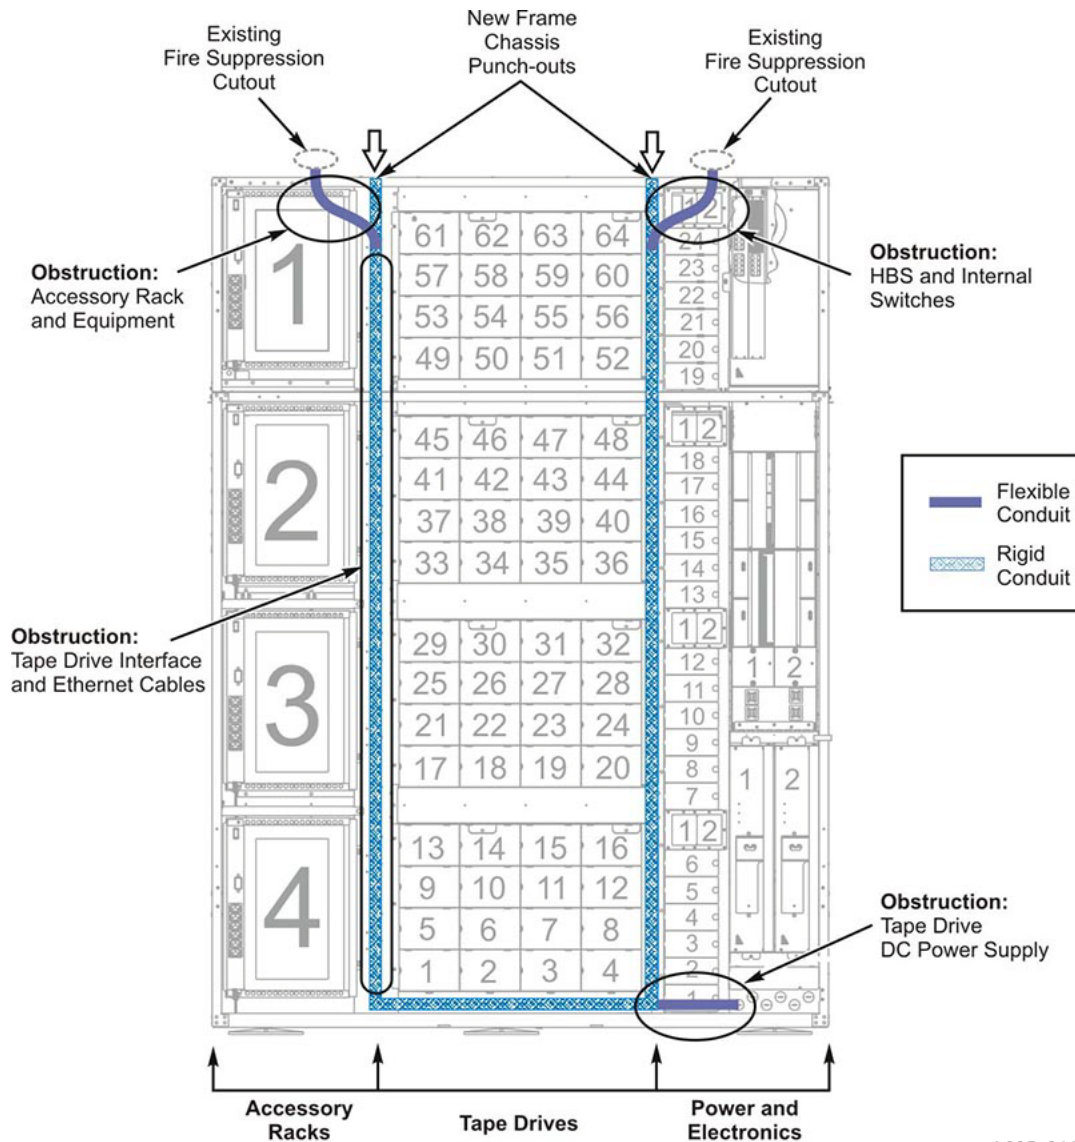 Existing
Fire Suppression
Cutout
New Frame
Chassis
Punch-outs
Existing
Fire Suppression
Cutout
Obstruction:
Accessory Rack
and Equipment
Obstruction:
HBS and Internal
Switches
1
61 62 63 64
57 58 59 60
53 54 55 56
49 50 51 52
1 2
24
23
22
21
20
19
2
45 46 47 48
41 42 43 44
37 38 39 40
33 34 35 36
1 2
18
17
16
15
14
13
Flexible
Conduit
Rigid
Conduit
Obstruction:
Tape Drive Interface
and Ethernet Cables
3
29 30 31 32
25 26 27 28
21 22 23 24
17 18 19 20
1 2
12
11
10
9
8
7
1 2
1 2
4
13 14 15 16
9 10 11 12
5 6 7 8
1 2 3 4
1 2
6
5
4
3
2
1
Obstruction:
Tape Drive
DC Power Supply
Accessory
Racks
Tape Drives
Power and
Electronics